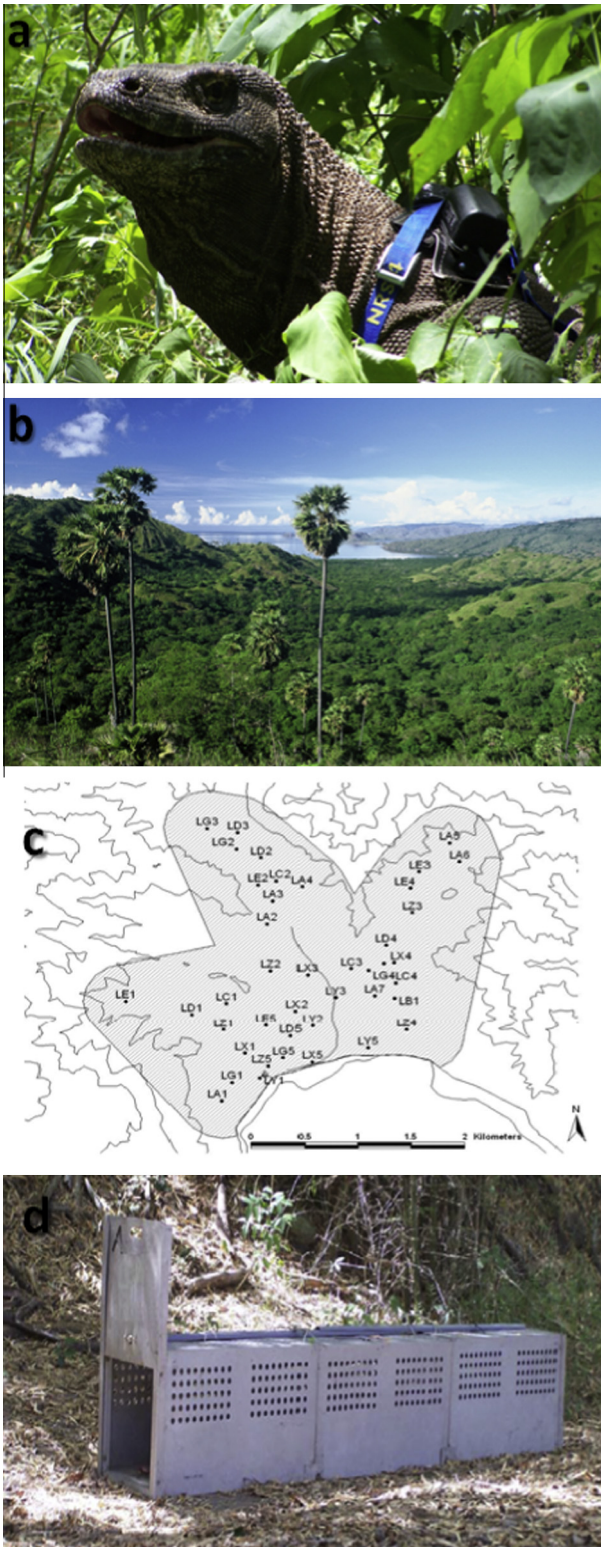 a
b
c
LG3 LD3
LG2
LD2
LA5
LA6
LE3
LE2 LC2 LA4
LE4
LA3
LZ3
LA2
LD4
LZ2 LX3 LC3 LX4
LG4 LC4
LE1 LC1 LY3 LA7
LD1 LX2 LB1
LZ1 LE5 LY2 LZ4
LD5
LX1 LG5 LX5 LY5
LZ5
LG1 LY1
LA1
N
0 0.5 1 1.5 2 Kilometers
d
A